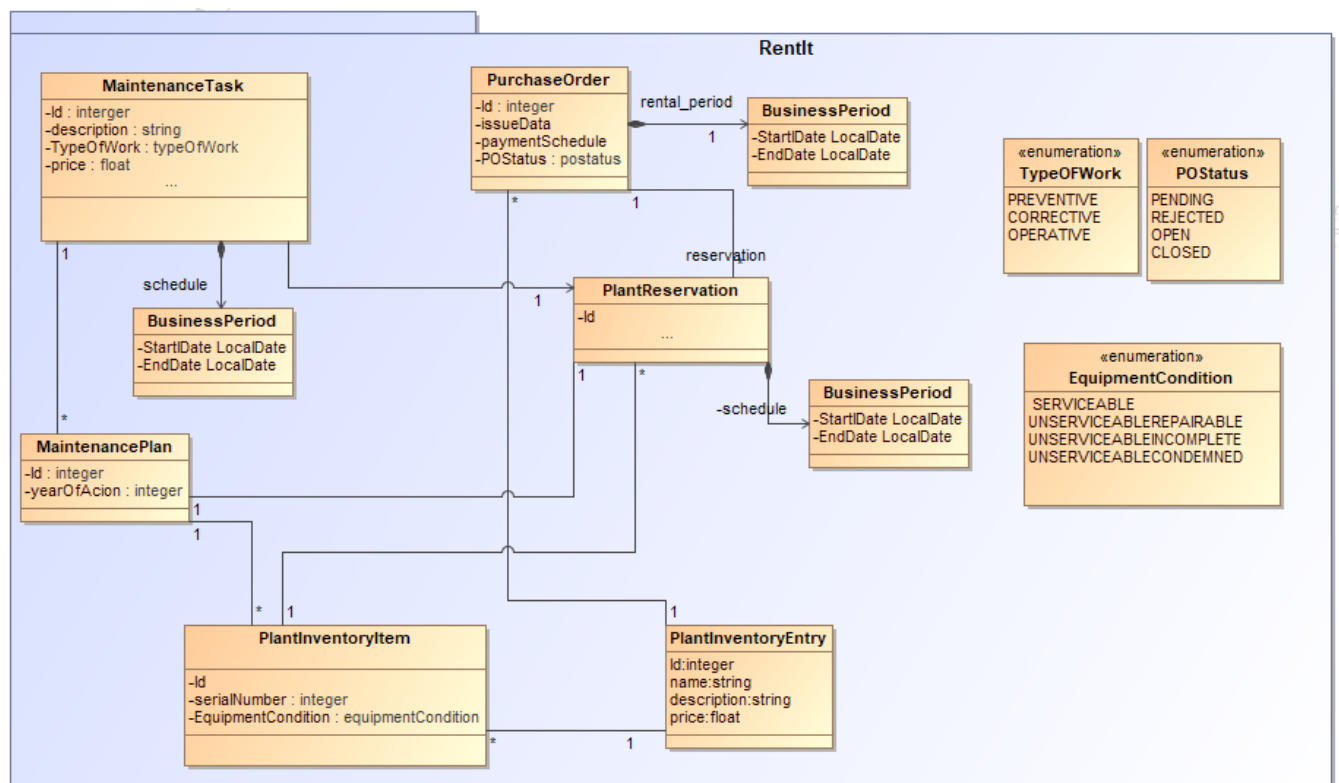 RentIt
MaintenanceTask
-Id : interger
-description : string
-TypeOfWork : typeOfWork
-price : float
...
PurchaseOrder
-Id : integer
-issueData
-paymentSchedule
-POStatus : postatus
rental_period
1
BusinessPeriod
-StartlDate LocalDate
-EndDate LocalDate
«enumeration»
TypeOFWork
PREVENTIVE
CORRECTIVE
OPERATIVE
«enumeration»
POStatus
PENDING
REJECTED
OPEN
CLOSED
*
1
1
reservation
*
schedule
1
PlantReservation
-Id
...
BusinessPeriod
-StartlDate LocalDate
-EndDate LocalDate
«enumeration»
EquipmentCondition
SERVICEABLE
UNSERVICEABLEREPAIRABLE
UNSERVICEABLEINCOMPLETE
UNSERVICEABLECONDEMNED
1
*
-schedule
BusinessPeriod
-StartlDate LocalDate
-EndDate LocalDate
*
MaintenancePlan
-Id : integer
-yearOfAcion : integer
1
1
*
1
1
PlantInventoryItem
-Id
-serialNumber : integer
-EquipmentCondition : equipmentCondition
PlantInventoryEntry
Id:integer
name:string
description:string
price:float
*
1